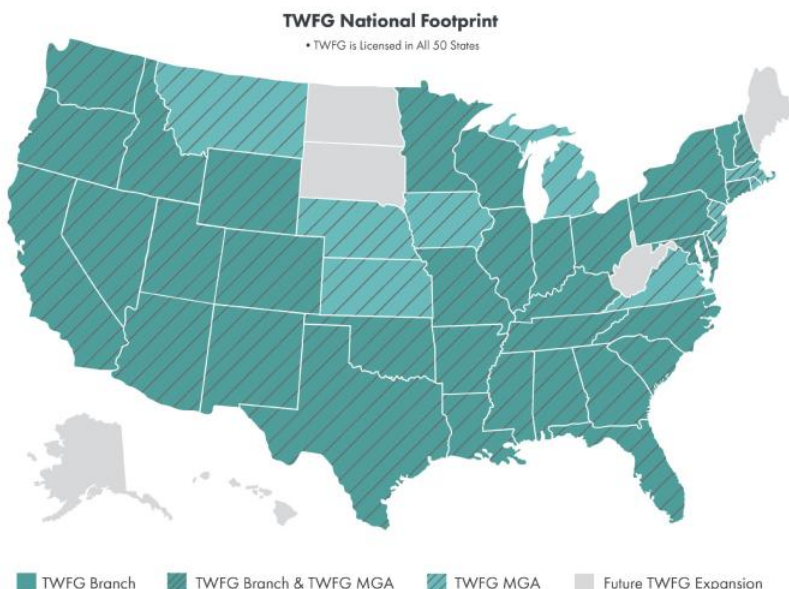 TWFG National Footprint
• TWFG is Licensed in All 50 States
TWFG Branch
TWFG Branch & TWFG MGA
TWFG MGA
Future TWFG Expansion